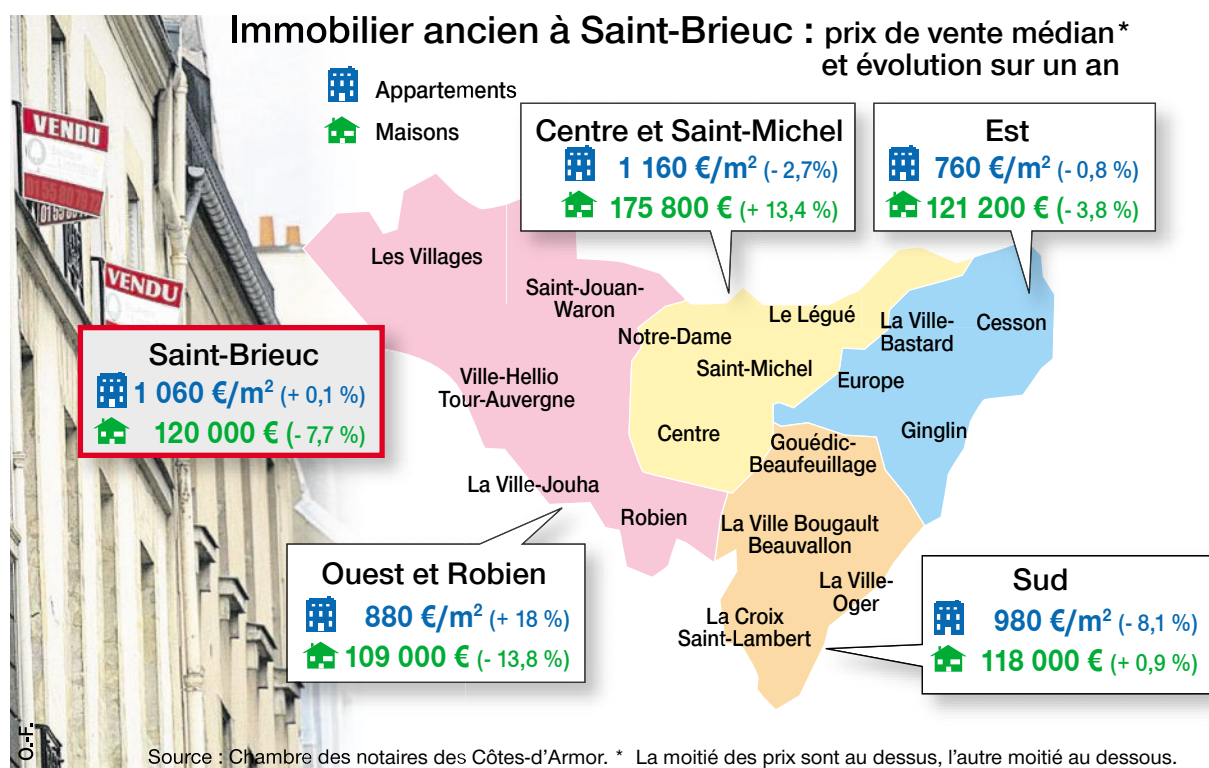 Immobilier ancien à Saint-Brieuc : prix de vente médian*
et évolution sur un an
Appartements
Maisons
VENDU
01 55 80 79 72
VENDU
Centre et Saint-Michel
1 160 €/m² (- 2,7%)
175 800 € (+ 13,4 %)
Est
760 €/m² (- 0,8 %)
121 200 € (- 3,8 %)
Les Villages
Saint-Jouan-
Waron
Notre-Dame
Le Légué
La Ville-
Bastard
Cesson
Saint-Michel
Europe
Ville-Hellio
Tour-Auvergne
Centre
Ginglin
Gouédic-
Beaufeuillage
La Ville-Jouha
Robien
La Ville Bougault
Beauvallon
La Ville-
Oger
La Croix
Saint-Lambert
Saint-Brieuc
1 060 €/m² (+ 0,1 %)
120 000 € (- 7,7 %)
Ouest et Robien
880 €/m² (+ 18 %)
109 000 € (- 13,8 %)
Sud
980 €/m² (- 8,1 %)
118 000 € (+ 0,9 %)
O.-F.
Source : Chambre des notaires des Côtes-d'Armor. * La moitié des prix sont au dessus, l'autre moitié au dessous.